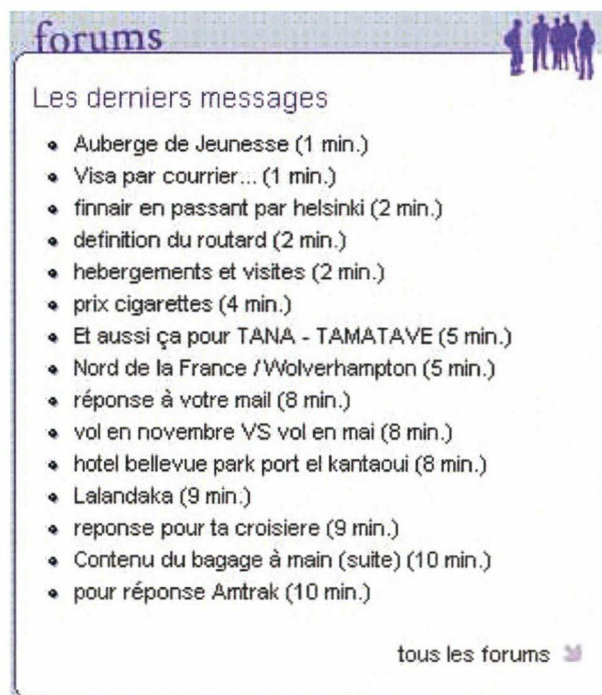 forums
Les derniers messages
Auberge de Jeunesse (1 min.)
Visa par courrier... (1 min.)
finnair en passant par helsinki (2 min.)
definition du routard (2 min.)
hebergements et visites (2 min.)
prix cigarettes (4 min.)
Et aussi ça pour TANA - TAMATAVE (5 min.)
Nord de la France / Wolverhampton (5 min.)
réponse à votre mail (8 min.)
vol en novembre VS vol en mai (8 min.)
hotel bellevue park port el kantaoui (8 min.)
Lalandaka (9 min.)
reponse pour ta croisiere (9 min.)
Contenu du bagage à main (suite) (10 min.)
pour réponse Amtrak (10 min.)
tous les forums